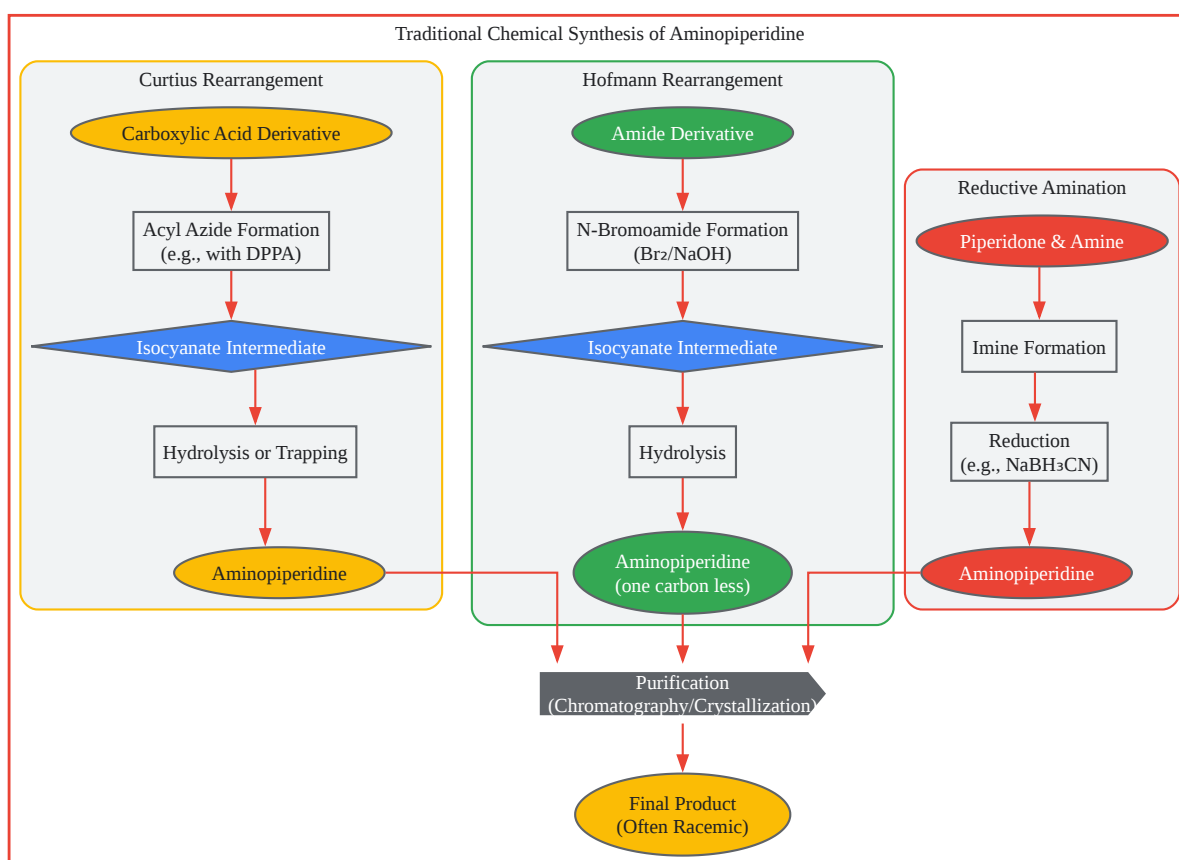 Traditional Chemical Synthesis of Aminopiperidine
Curtius Rearrangement
Carboxylic Acid Derivative
Acyl Azide Formation
(e.g., with DPPA)
Isocyanate Intermediate
Hydrolysis or Trapping
Aminopiperidine
Hofmann Rearrangement
Amide Derivative
N-Bromoamide Formation
(Br₂/NaOH)
Isocyanate Intermediate
Hydrolysis
Aminopiperidine
(one carbon less)
Reductive Amination
Piperidone & Amine
Imine Formation
Reduction
(e.g., NaBH₃CN)
Aminopiperidine
Purification
(Chromatography/Crystallization)
Final Product
(Often Racemic)